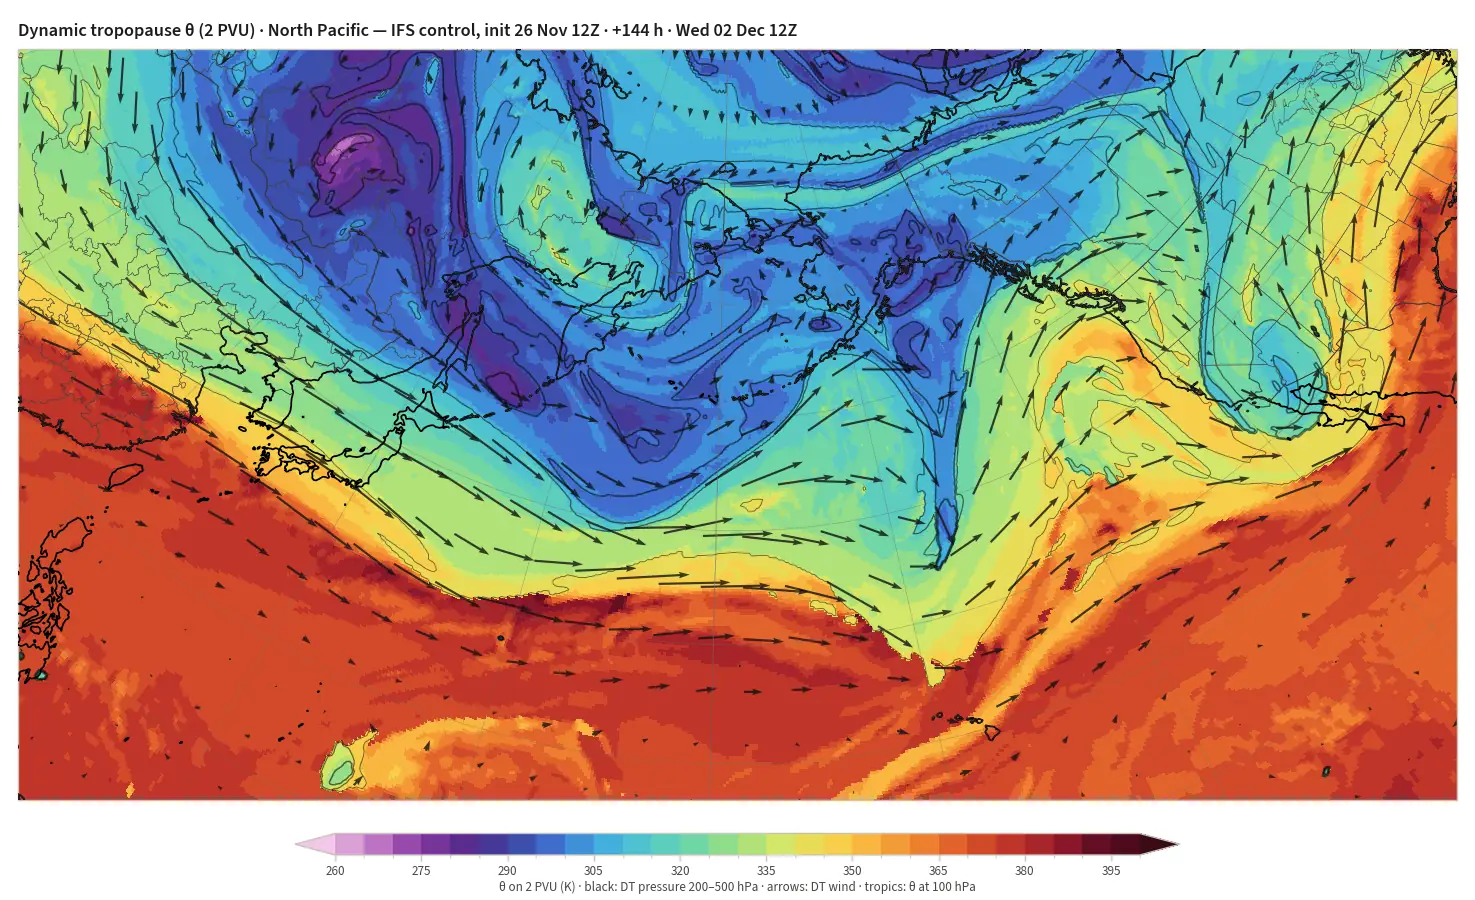 Dynamic tropopause θ (2 PVU) · North Pacific — IFS control, init 26 Nov 12Z · +144 h · Wed 02 Dec 12Z
260 275 290 305 320 335 350 365 380 395
θ on 2 PVU (K) · black: DT pressure 200–500 hPa · arrows: DT wind · tropics: θ at 100 hPa